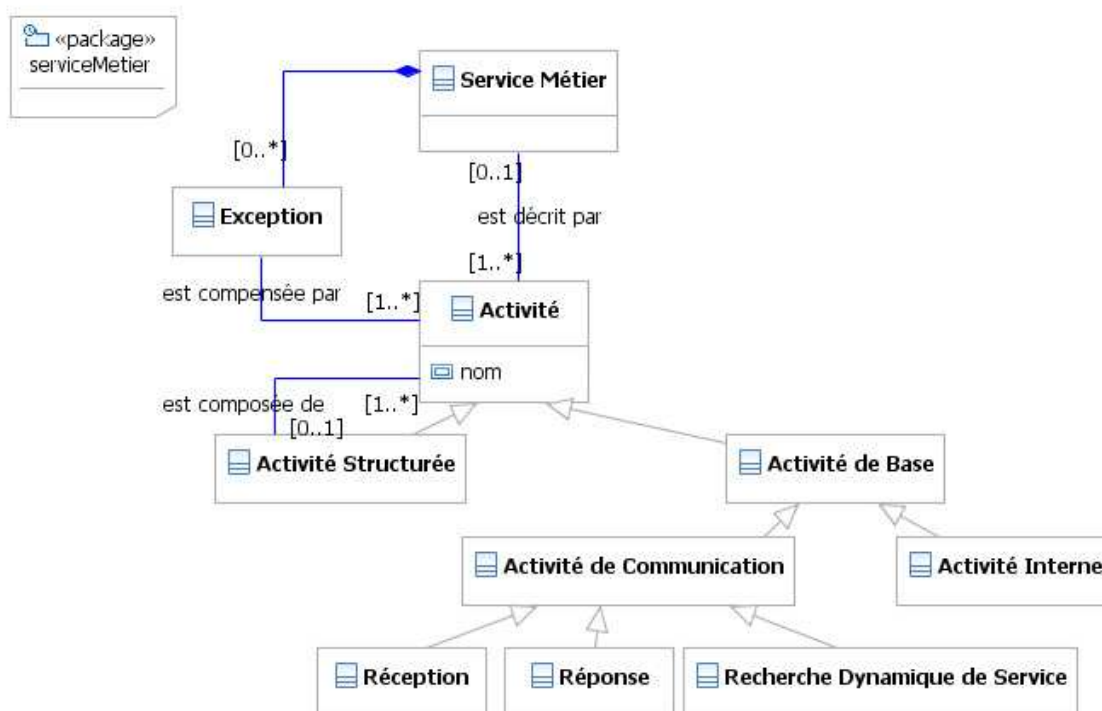 «package»
serviceMetier
Service Métier
[0..*]
[0..1]
Exception
est décrit par
[1..*]
est compensée par
[1..*]
Activité
nom
est composée de
[1..*]
[0..1]
Activité Structurée
Activité de Base
Activité de Communication
Activité Interne
Réception
Réponse
Recherche Dynamique de Service